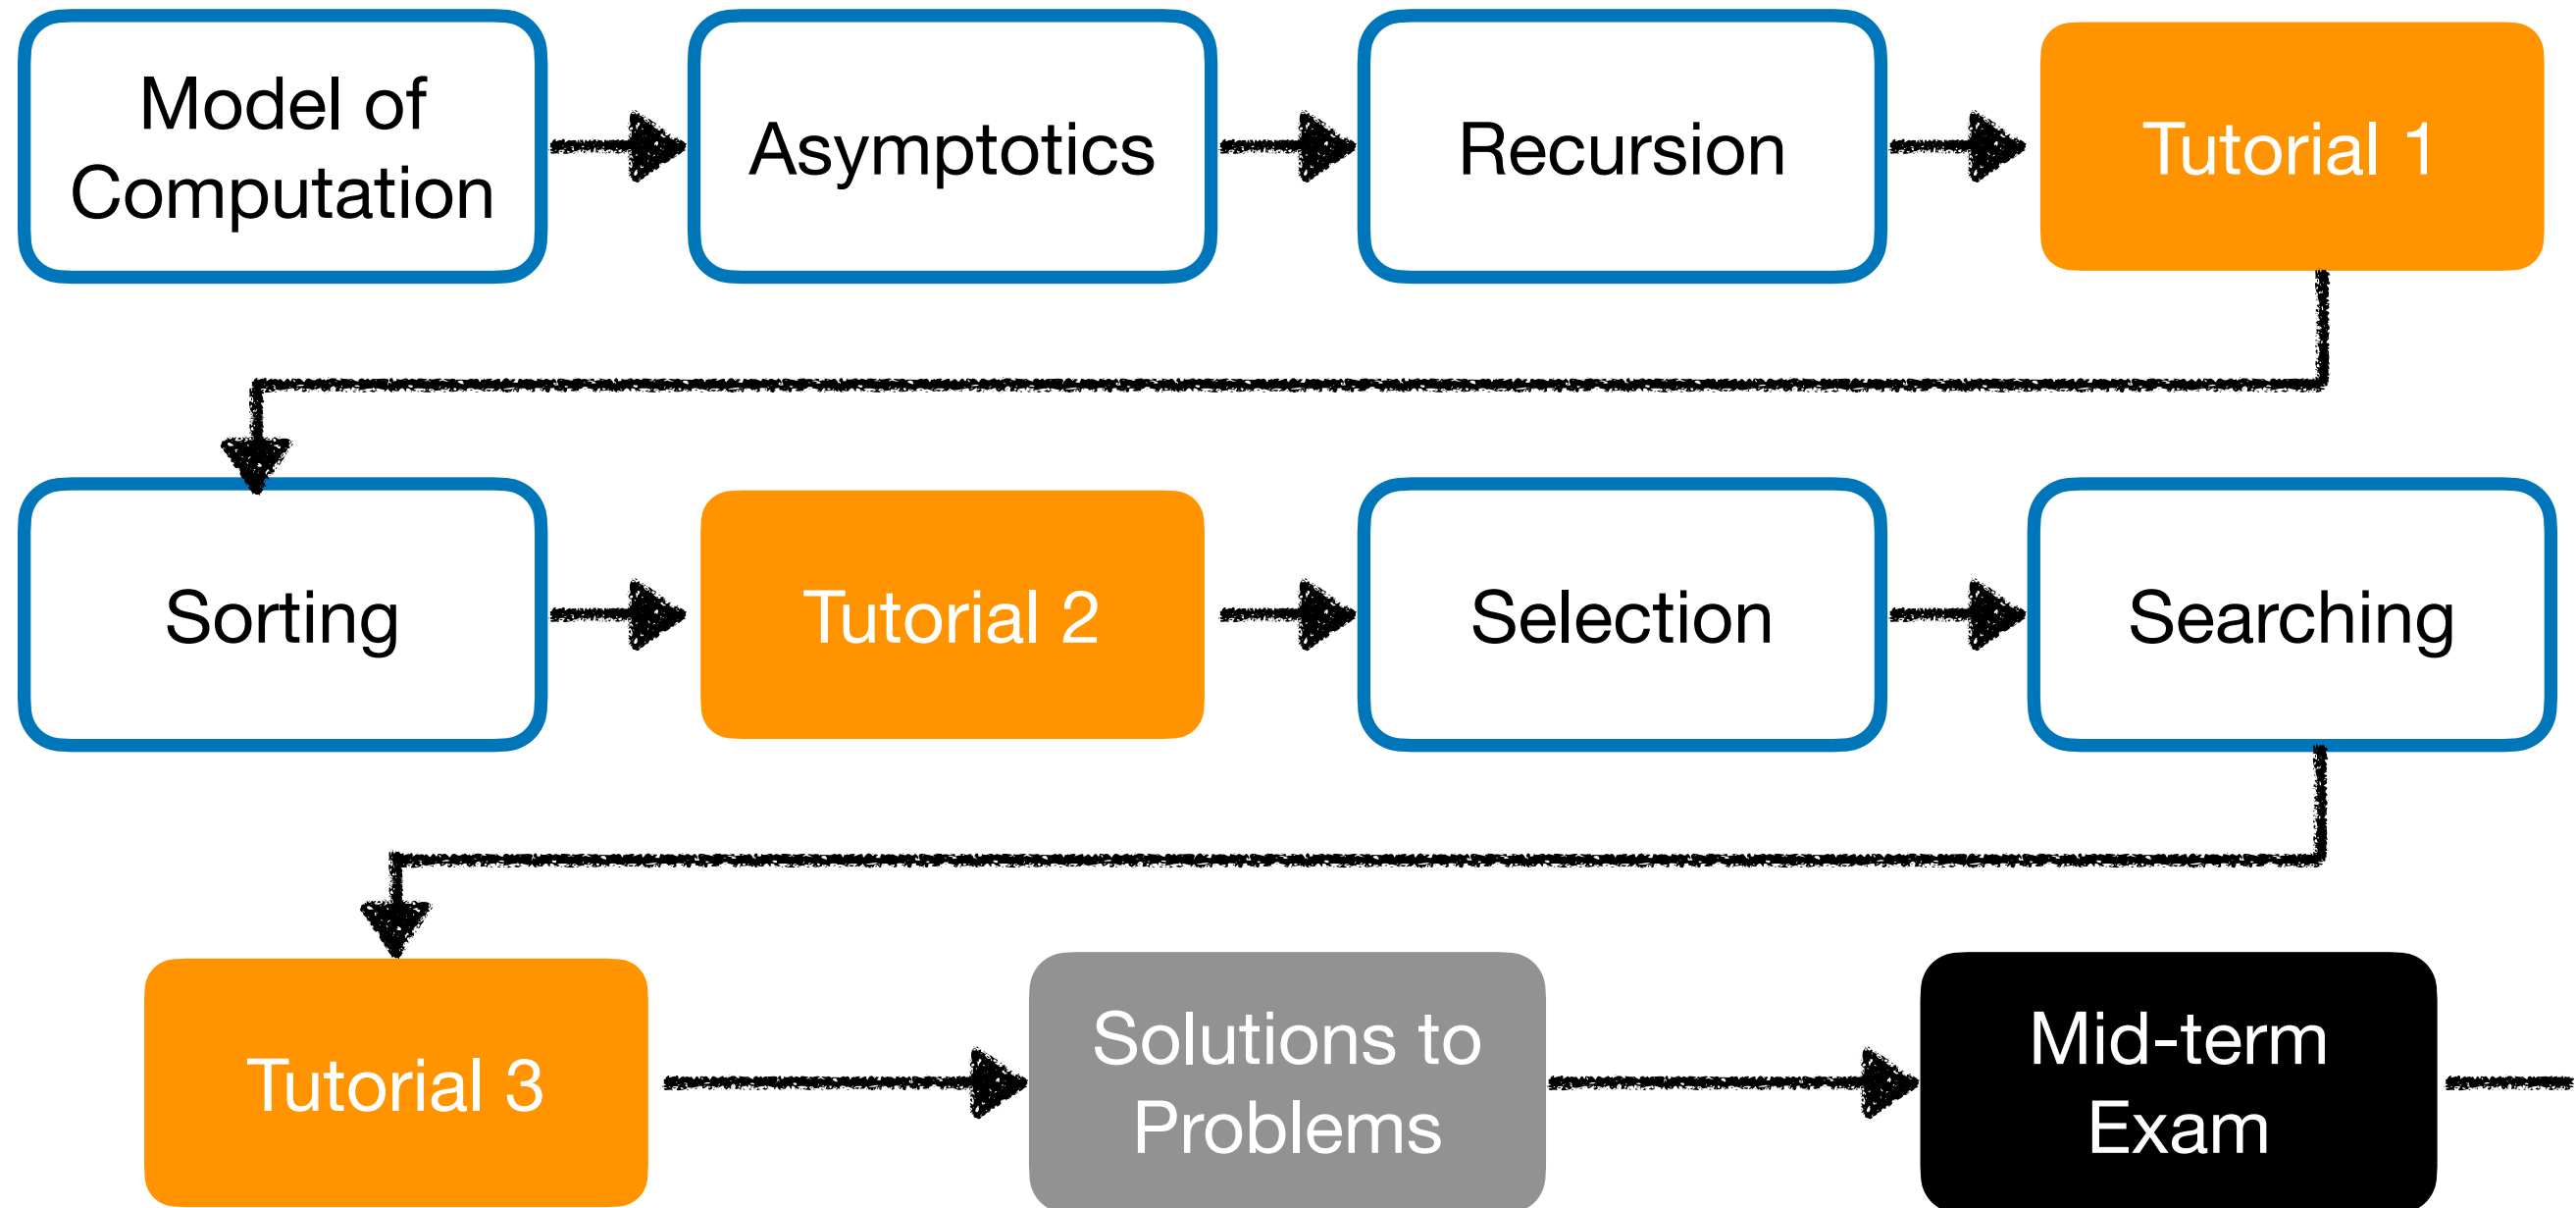 Model of
Computation
Asymptotics
Recursion
Tutorial 1
Sorting
Tutorial 2
Selection
Searching
Tutorial 3
Solutions to
Problems
Mid-term
Exam